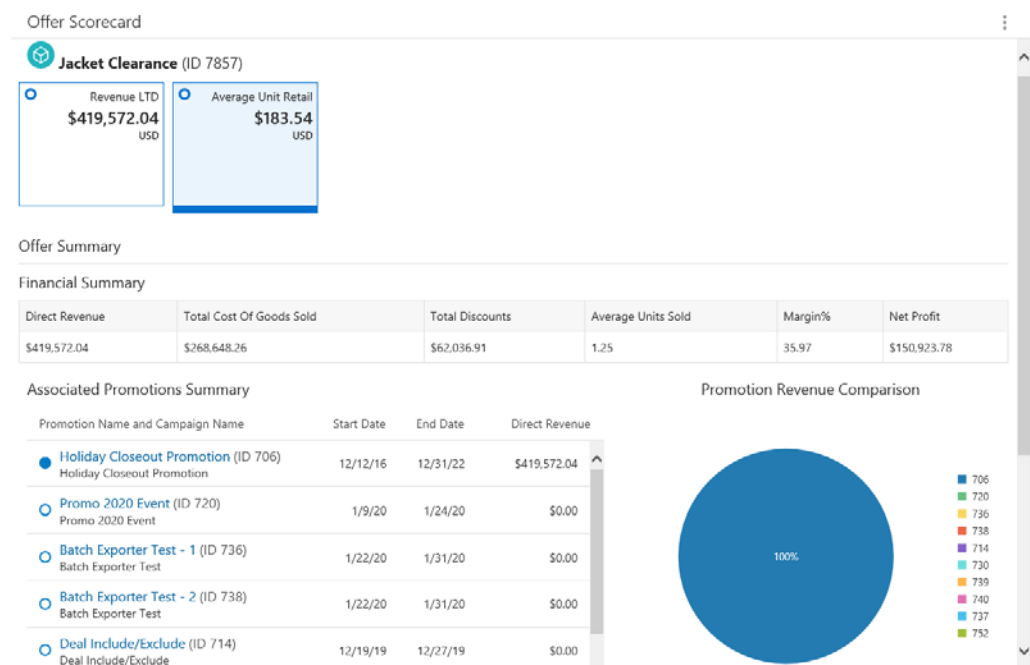 Offer Scorecard
Jacket Clearance (ID 7857)
Revenue LTD
$419,572.04
USD
Average Unit Retail
$183.54
USD
Offer Summary
Financial Summary
Direct Revenue Total Cost Of Goods Sold Total Discounts Average Units Sold Margin% Net Profit
$419,572.04 $268,648.26 $62,036.91 1.25 35.97 $150,923.78
Associated Promotions Summary
Promotion Name and Campaign Name Start Date End Date Direct Revenue
Holiday Closeout Promotion (ID 706) 12/12/16 12/31/22 $419,572.04
Holiday Closeout Promotion
Promo 2020 Event (ID 720) 1/9/20 1/24/20 $0.00
Promo 2020 Event
Batch Exporter Test - 1 (ID 736) 1/22/20 1/31/20 $0.00
Batch Exporter Test
Batch Exporter Test - 2 (ID 738) 1/22/20 1/31/20 $0.00
Batch Exporter Test
Deal Include/Exclude (ID 714) 12/19/19 12/27/19 $0.00
Deal Include/Exclude
Promotion Revenue Comparison
100%
706
720
736
738
714
730
739
740
737
752